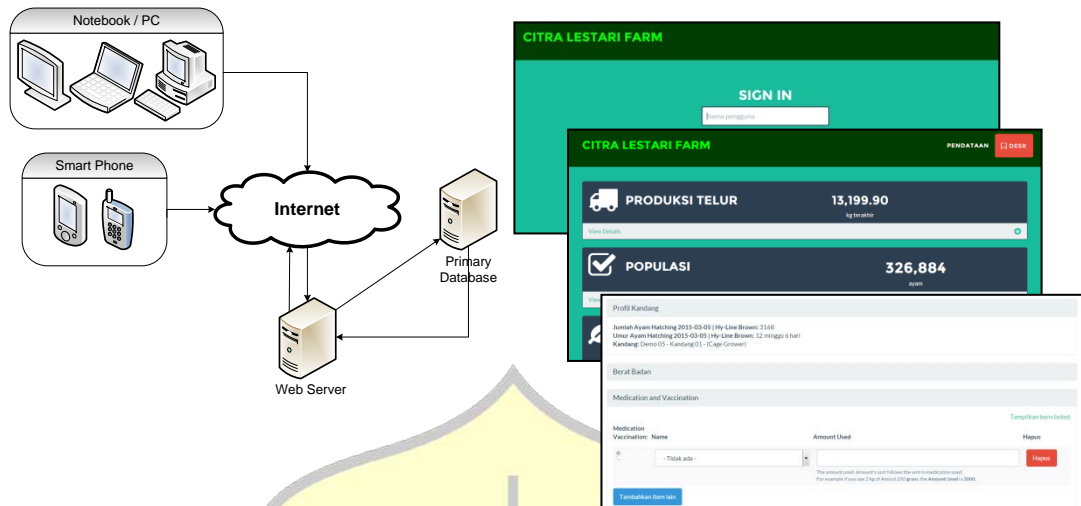 Notebook / PC
Smart Phone
Internet
Primary
Database
Web Server
CITRA LESTARI FARM
SIGN IN
Nama pengguna
CITRA LESTARI FARM
PENDATAAN
DESK
PRODUKSI TELUR
13,199.90
kg terakhir
View Details
POPULASI
326,884
ayam
Profil Kandang
Jumlah Ayam Hatching 2015-03-05 | Hy-Line Brown: 3168
Umur Ayam Hatching 2015-03-05 | Hy-Line Brown: 12 minggu 6 hari
Kandang: Demo 05 - Kandang 01 - (Cage Grower)
Berat Badan
Medication and Vaccination
Tampilkan baris bobot
Medication
Vaccination: Name
Amount Used
Hapus
- Tidak ada -
Hapus
The amount used. Amount's unit follows the unit in medication used.
For example if you use 2 kg of Amicol 250 gram, the Amount Used is 2000.
Tambahkan item lain